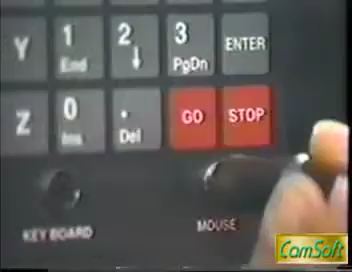 Y 1 2 3 ENTER
End ↓ PgDn
Z 0 . GO STOP
Ins Del
KEY BOARD MOUSE
CamSoft